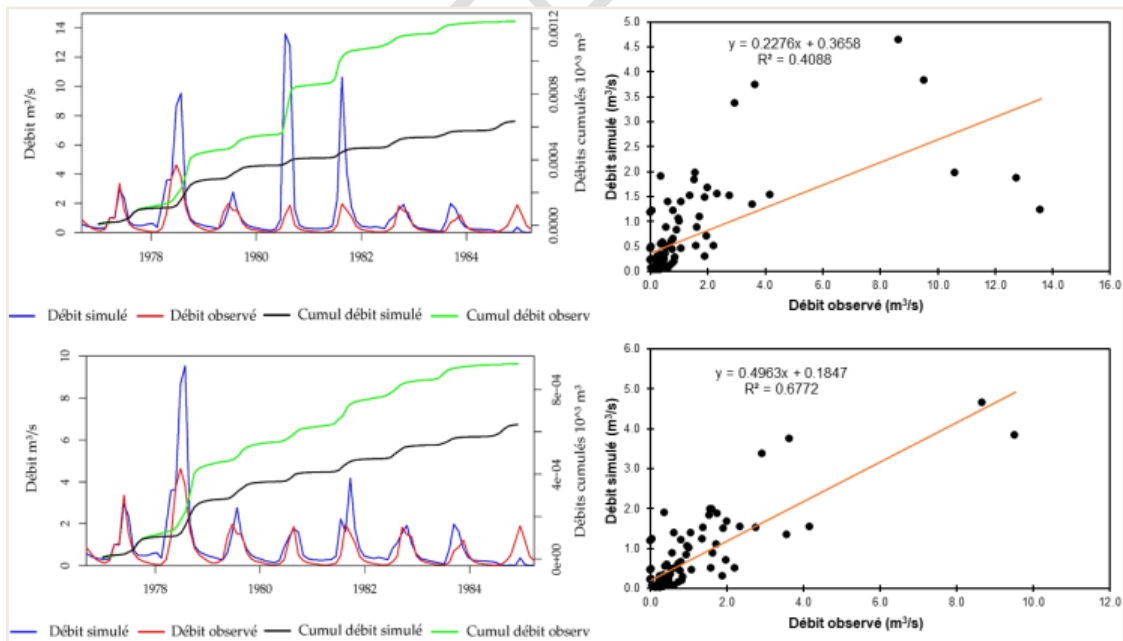 14
12
10
8
6
4
2
0
Débit m³/s
0.0012
0.0008
0.0004
0.0000
Débits cumulés 10^³ m³
1978 1980 1982 1984
Débit simulé Débit observé Cumul débit simulé Cumul débit observ
y = 0.2276x + 0.3658
R² = 0.4088
5.0
4.5
4.0
3.5
3.0
2.5
2.0
1.5
1.0
0.5
0.0
Débit simulé (m³/s)
0.0 2.0 4.0 6.0 8.0 10.0 12.0 14.0 16.0
Débit observé (m³/s)
10
8
6
4
2
0
Débit m³/s
8e-04
4e-04
0e+00
Débits cumulés 10^³ m³
1978 1980 1982 1984
Débit simulé Débit observé Cumul débit simulé Cumul débit observ
y = 0.4963x + 0.1847
R² = 0.6772
6.0
5.0
4.0
3.0
2.0
1.0
0.0
Débit simulé (m³/s)
0.0 2.0 4.0 6.0 8.0 10.0 12.0
Débit observé (m³/s)